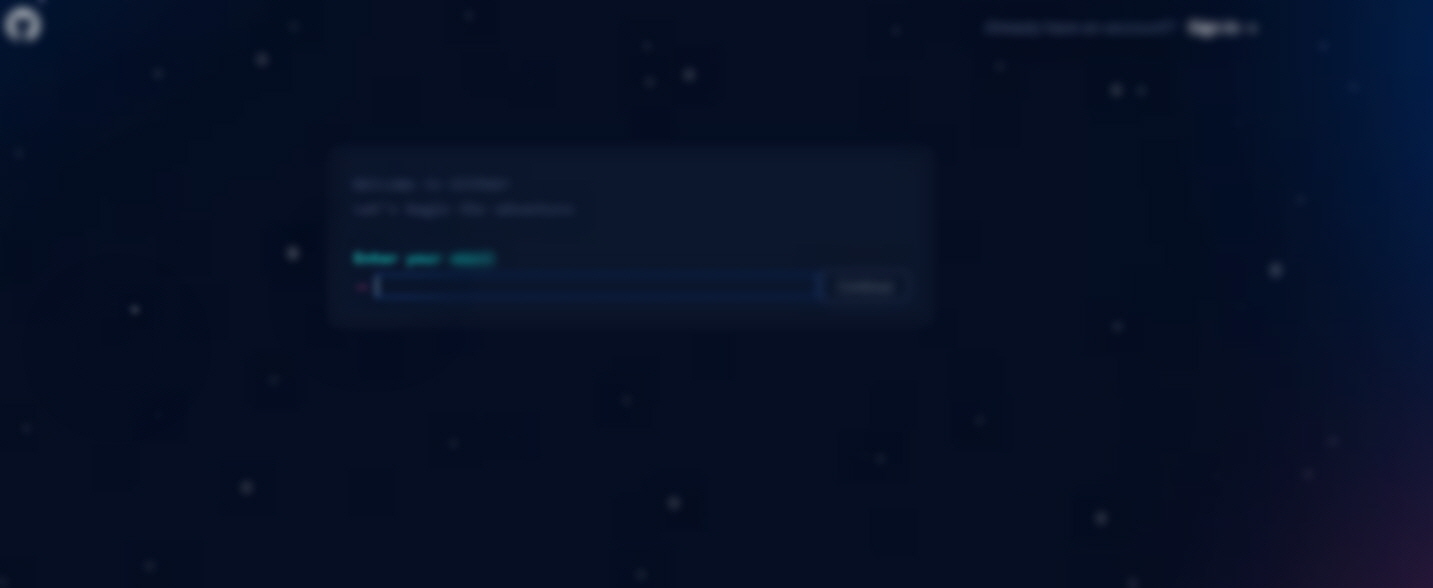 Already have an account? Sign in →
Welcome to GitHub!
Let's begin the adventure
Enter your email
Continue